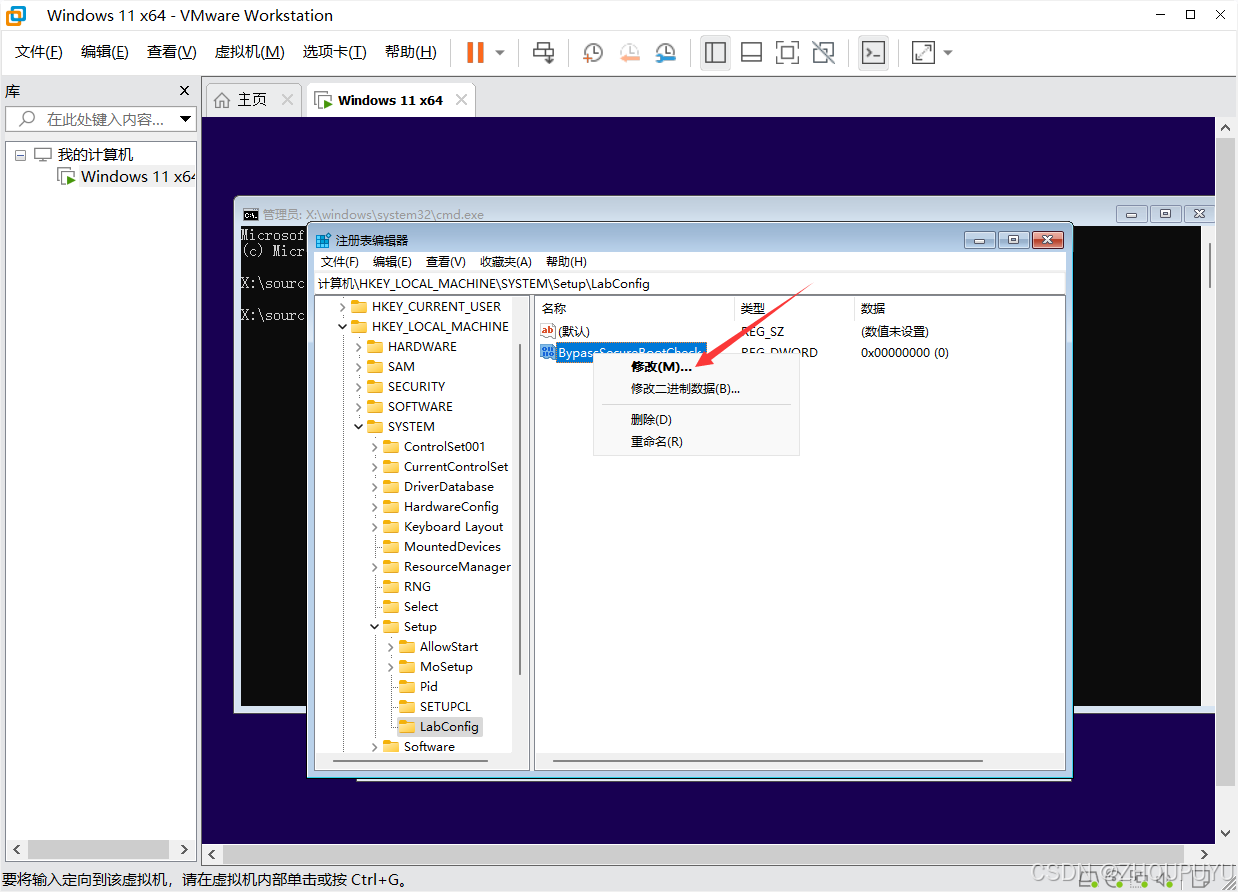 Windows 11 x64 - VMware Workstation
文件(F) 编辑(E) 查看(V) 虚拟机(M) 选项卡(T) 帮助(H)
库
在此处键入内容...
我的计算机
Windows 11 x64
主页
Windows 11 x64
管理员: X:\windows\system32\cmd.exe
Microsof
(c) Micr
X:\sourc
X:\sourc
注册表编辑器
文件(F) 编辑(E) 查看(V) 收藏夹(A) 帮助(H)
计算机\HKEY_LOCAL_MACHINE\SYSTEM\Setup\LabConfig
HKEY_CURRENT_USER
HKEY_LOCAL_MACHINE
HARDWARE
SAM
SECURITY
SOFTWARE
SYSTEM
ControlSet001
CurrentControlSet
DriverDatabase
HardwareConfig
Keyboard Layout
MountedDevices
ResourceManager
RNG
Select
Setup
AllowStart
MoSetup
Pid
SETUPCL
LabConfig
Software
名称 类型 数据
(默认) REG_SZ (数值未设置)
BypassSecureBootCheck REG_DWORD 0x00000000 (0)
修改(M)...
修改二进制数据(B)...
删除(D)
重命名(R)
要将输入定向到该虚拟机，请在虚拟机内部单击或按 Ctrl+G。
CSDN @ZHOUPUYU